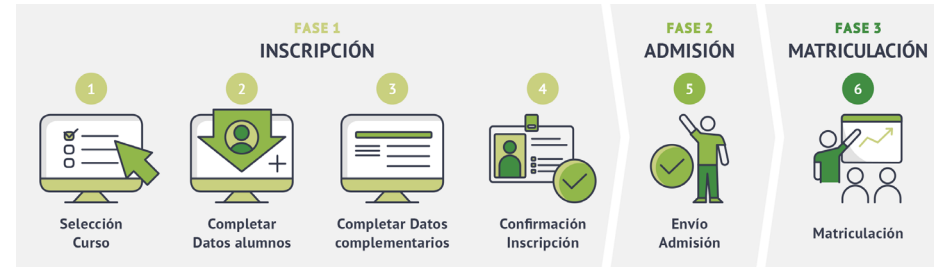 FASE 1
INSCRIPCIÓN
1
Selección
Curso
2
Completar
Datos alumnos
3
Completar Datos
complementarios
4
Confirmación
Inscripción
FASE 2
ADMISIÓN
5
Envío
Admisión
FASE 3
MATRICULACIÓN
6
Matriculación